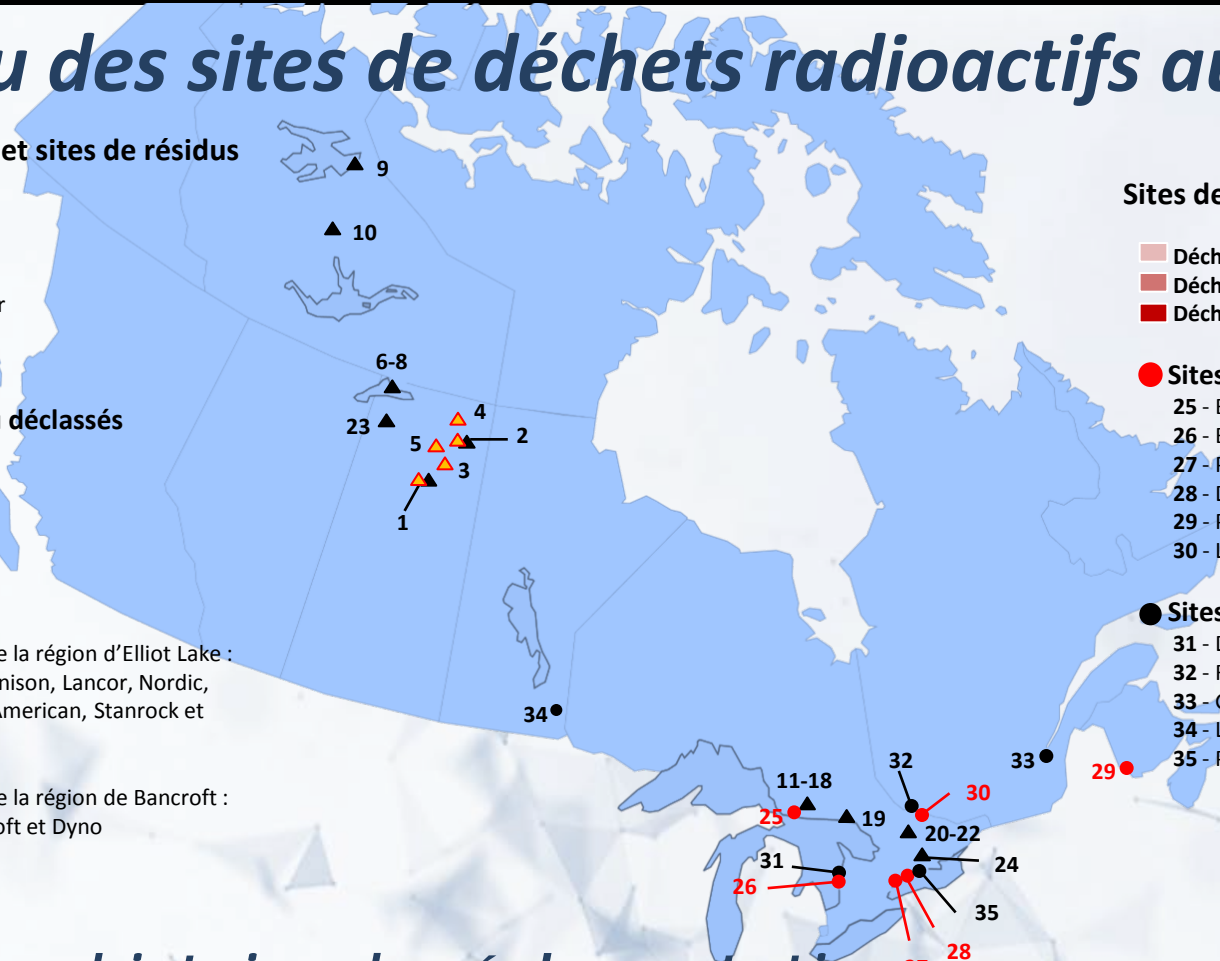 u des sites de déchets radioactifs au
et sites de résidus
r
déclassés
e la région d'Elliot Lake :
nison, Lancor, Nordic,
American, Stanrock et
e la région de Bancroft :
oft et Dyno
9
10
6-8
23
4
5
2
3
1
34
33
29
32
30
11-18
25
19
20-22
24
31
26
35
28
Sites de
Déch
Déch
Déch
Sites
25 -
26 -
27 -
28 -
29 -
30 - L
Sites
31 - D
32 -
33 -
34 - L
35 -